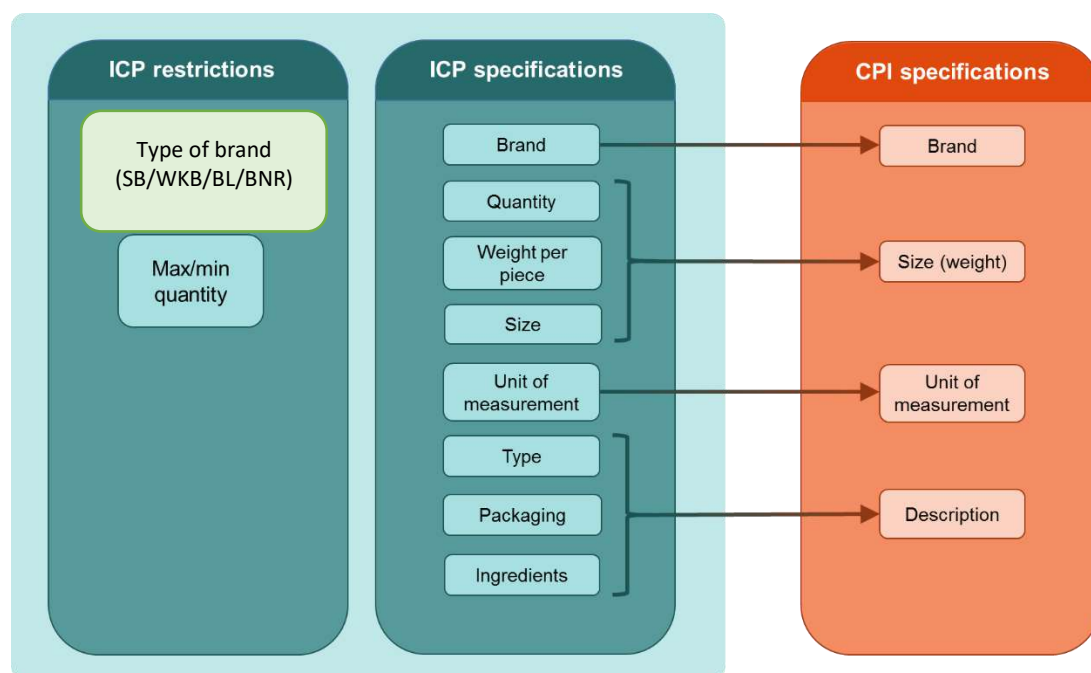 ICP restrictions
Type of brand
(SB/WKB/BL/BNR)
Max/min
quantity
ICP specifications
Brand
Quantity
Weight per
piece
Size
Unit of
measurement
Type
Packaging
Ingredients
CPI specifications
Brand
Size (weight)
Unit of
measurement
Description